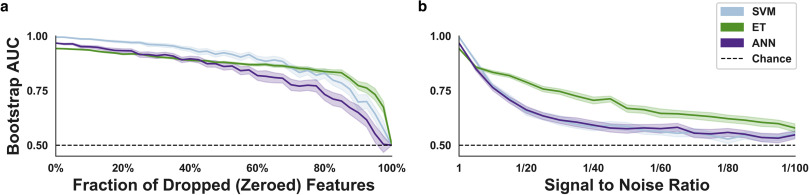 a
Bootstrap AUC
1.00
0.75
0.50
0%
20%
40%
60%
80%
100%
Fraction of Dropped (Zeroed) Features
b
1.00
0.75
0.50
1
1/20
1/40
1/60
1/80
1/100
Signal to Noise Ratio
SVM
ET
ANN
Chance